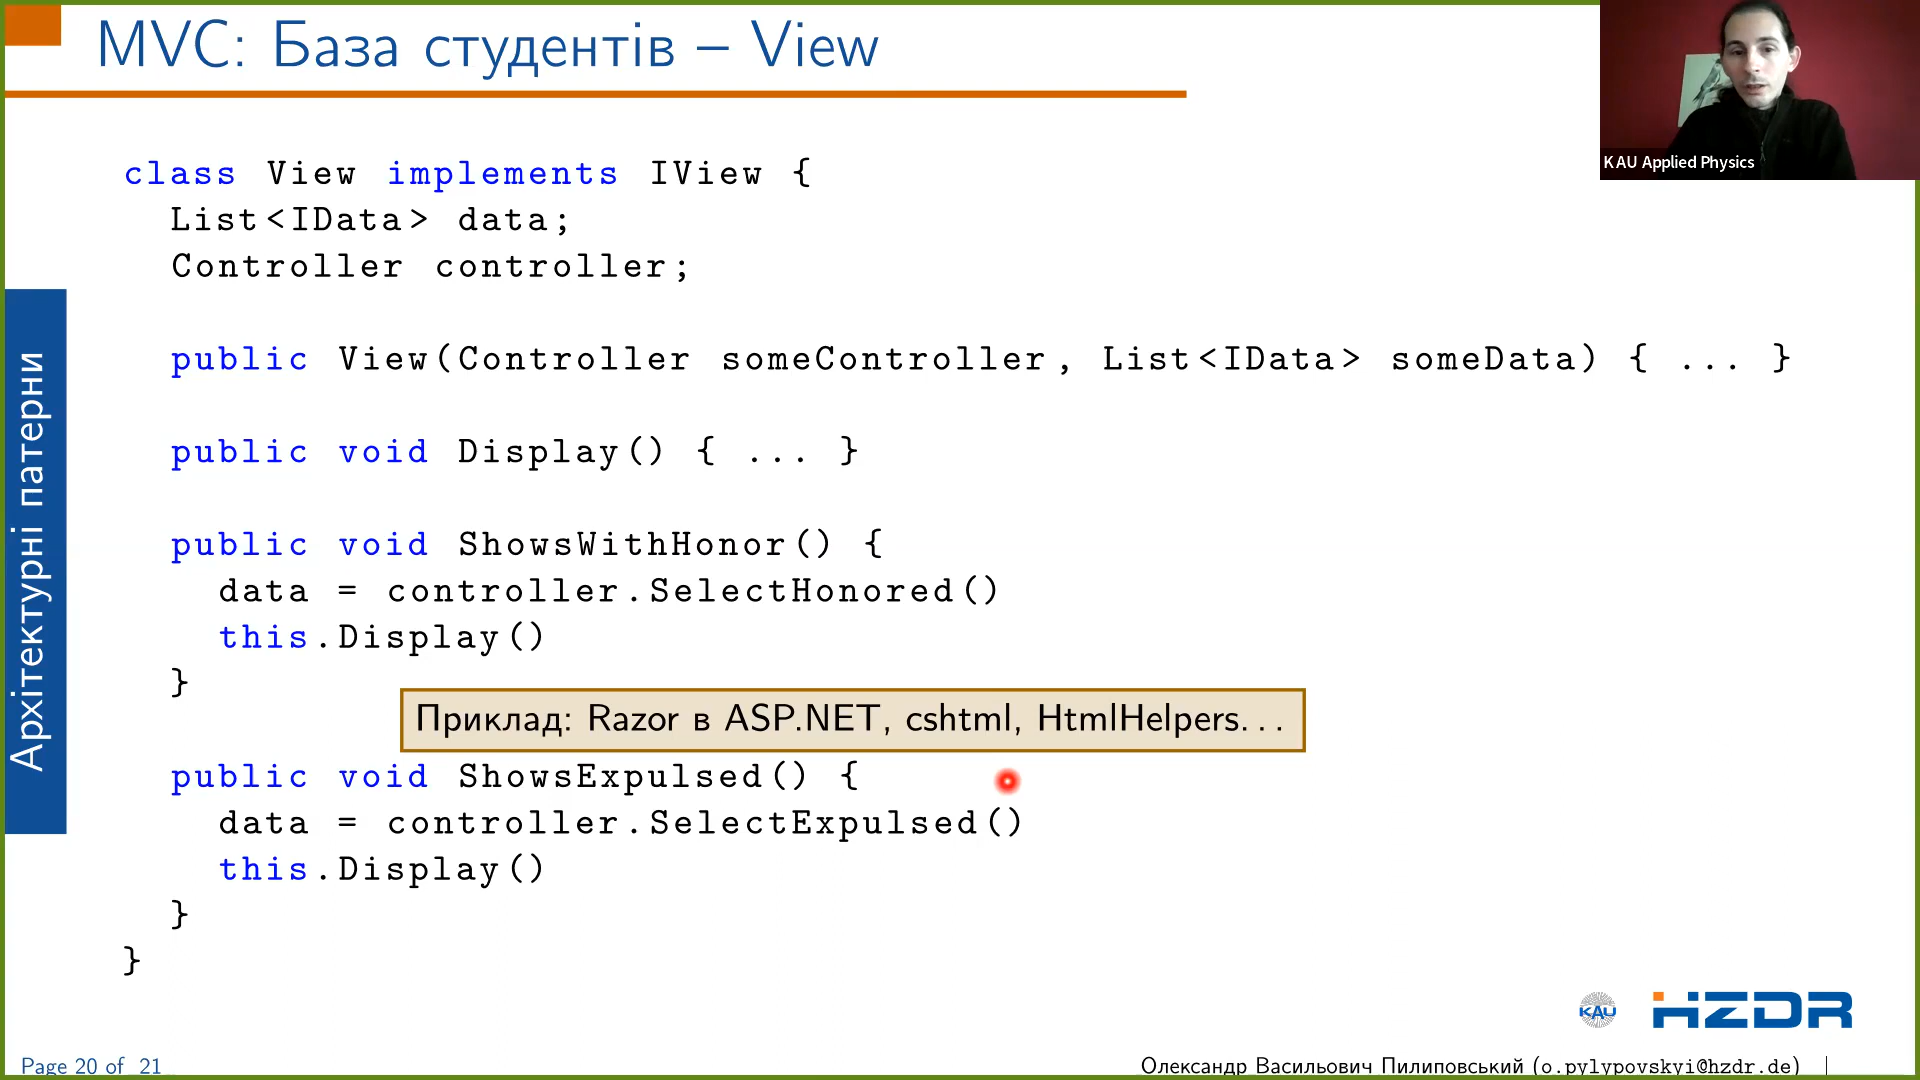 MVC: База студентів – View
KAU Applied Physics
class View implements IView {
List<IData> data;
Controller controller;
public View(Controller someController, List<IData> someData) { ... }
public void Display() { ... }
public void ShowsWithHonor() {
data = controller.SelectHonored()
this.Display()
}
Приклад: Razor в ASP.NET, cshtml, HtmlHelpers...
public void ShowsExpulsed() {
data = controller.SelectExpulsed()
this.Display()
}
}
Архітектурні патерни
KAU
HZDR
Page 20 of 21
Олександр Васильович Пилиповський (o.pylypovskyi@hzdr.de) |